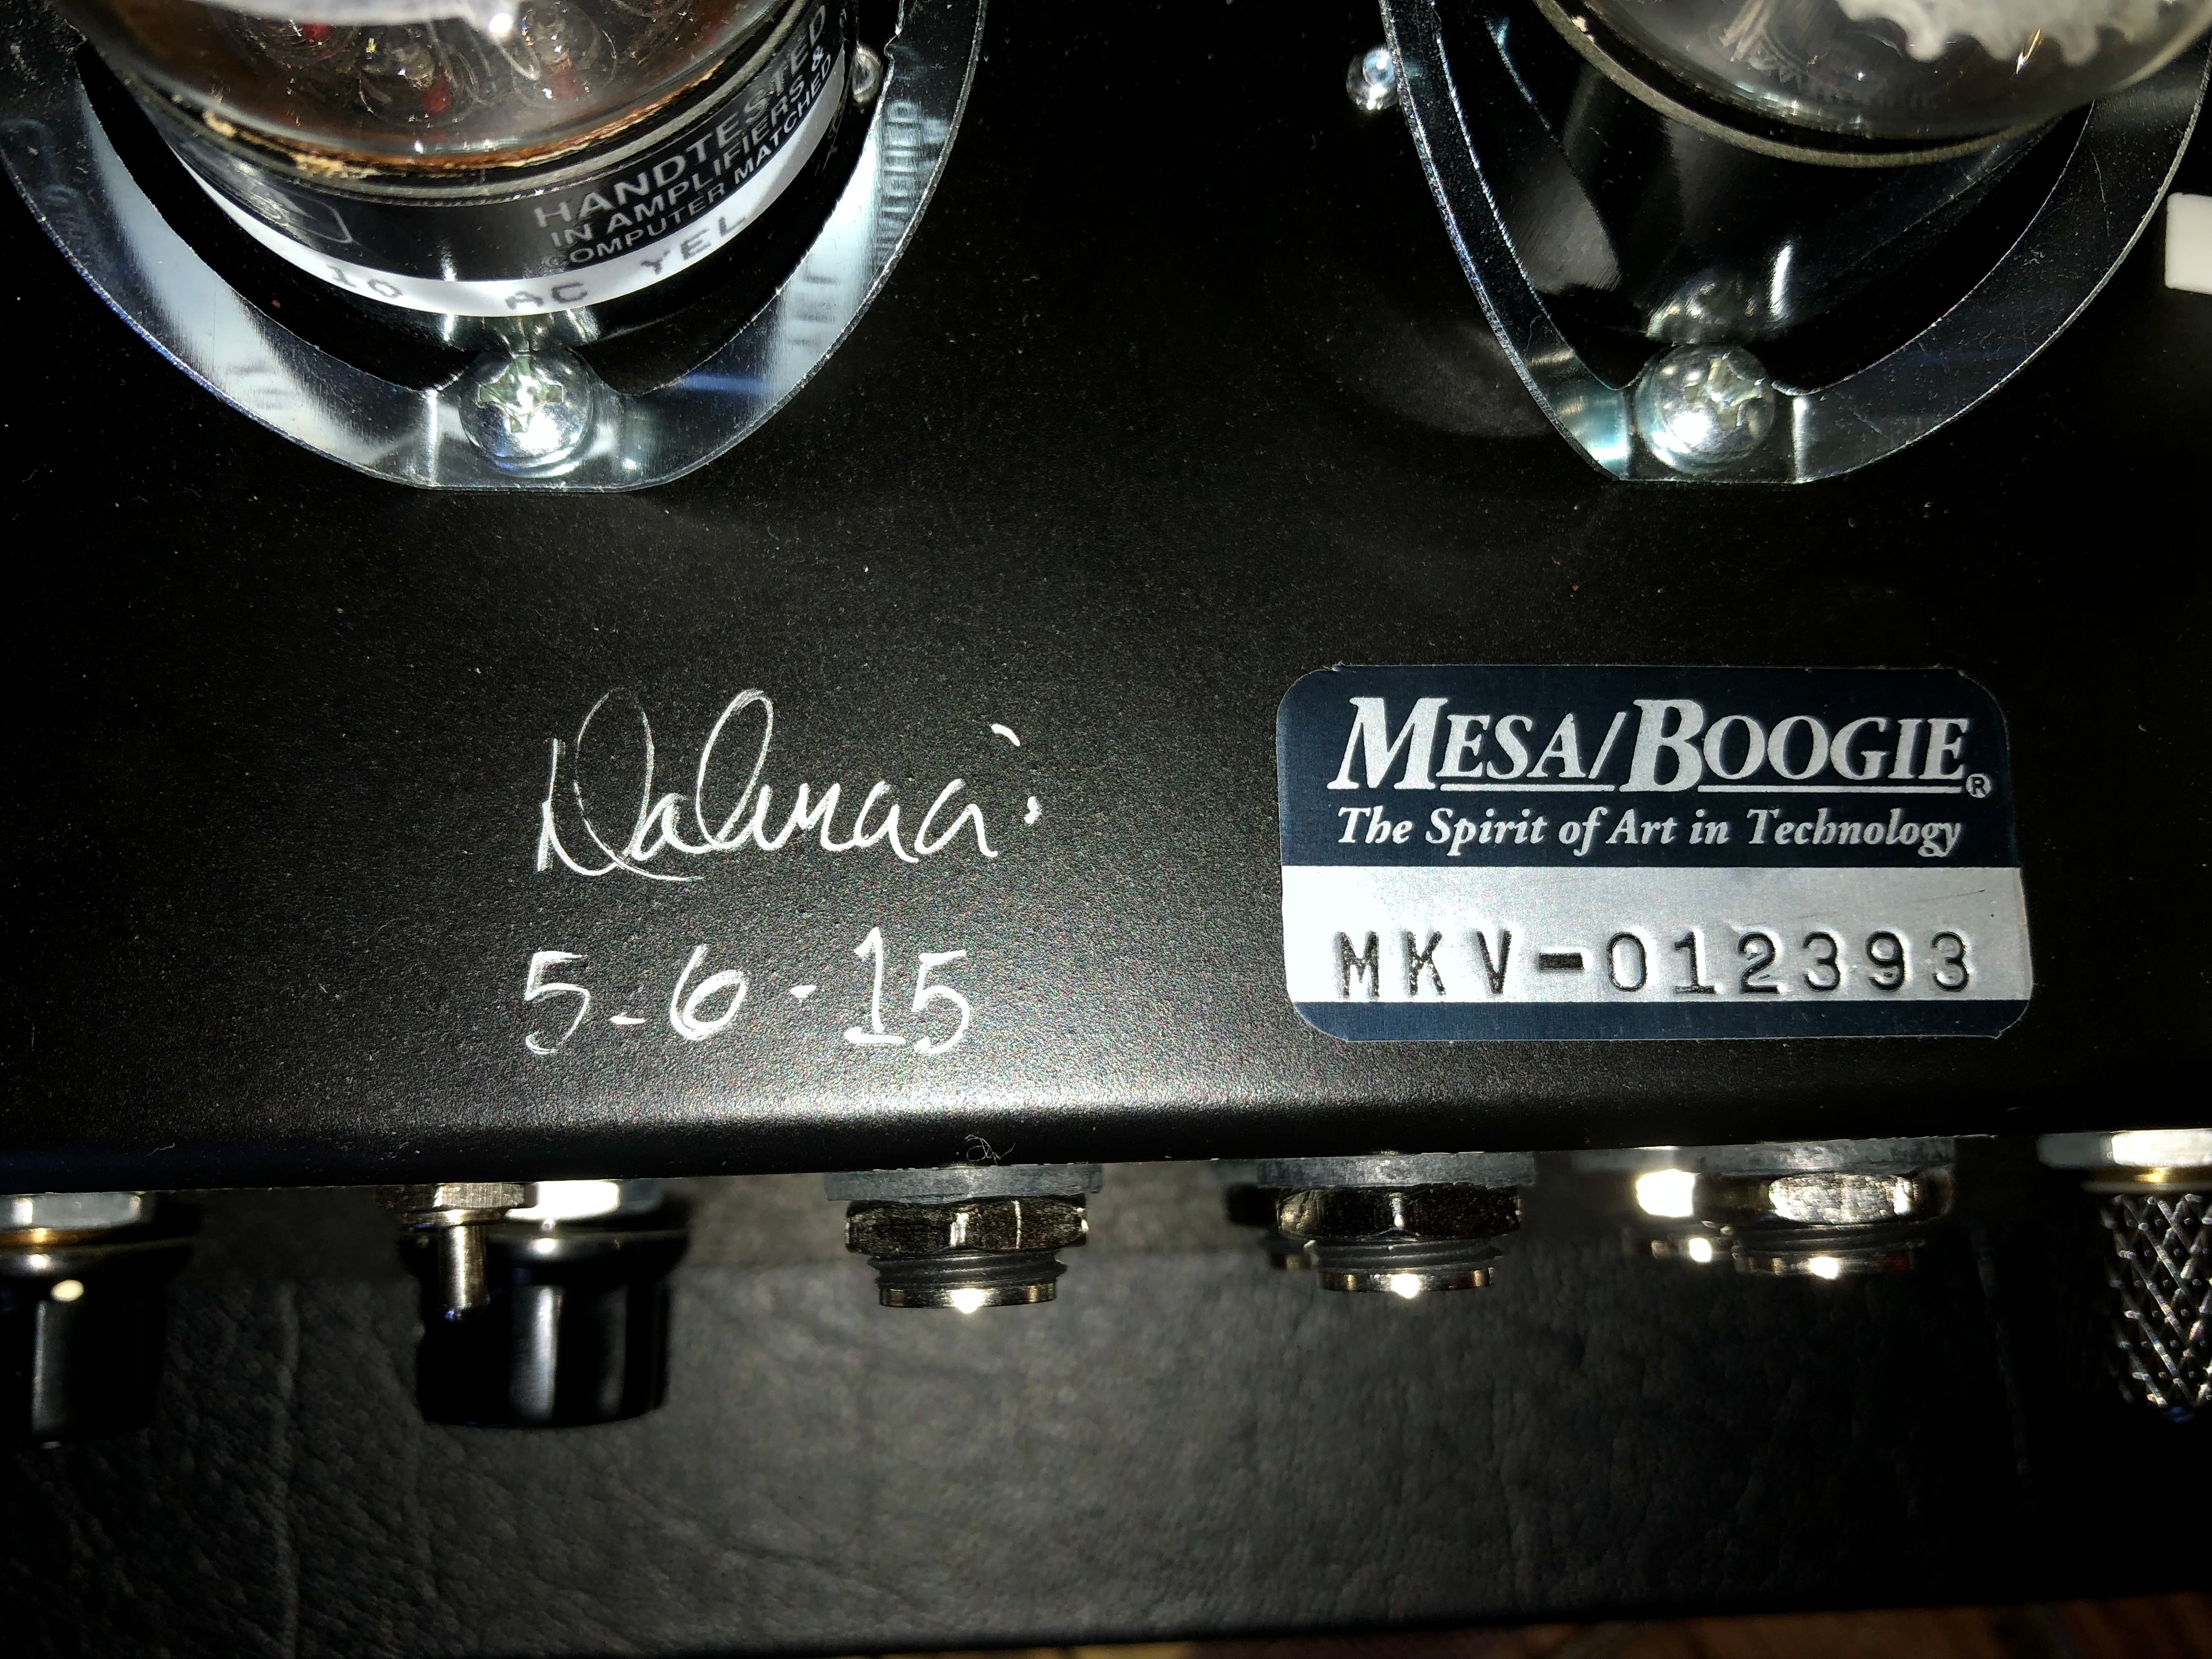 HANDTESTED
IN AMPLIFIERS &
COMPUTER MATCHED
10 AC YEL
5-6-15
MESA/BOOGIE®
The Spirit of Art in Technology
MKV-012393